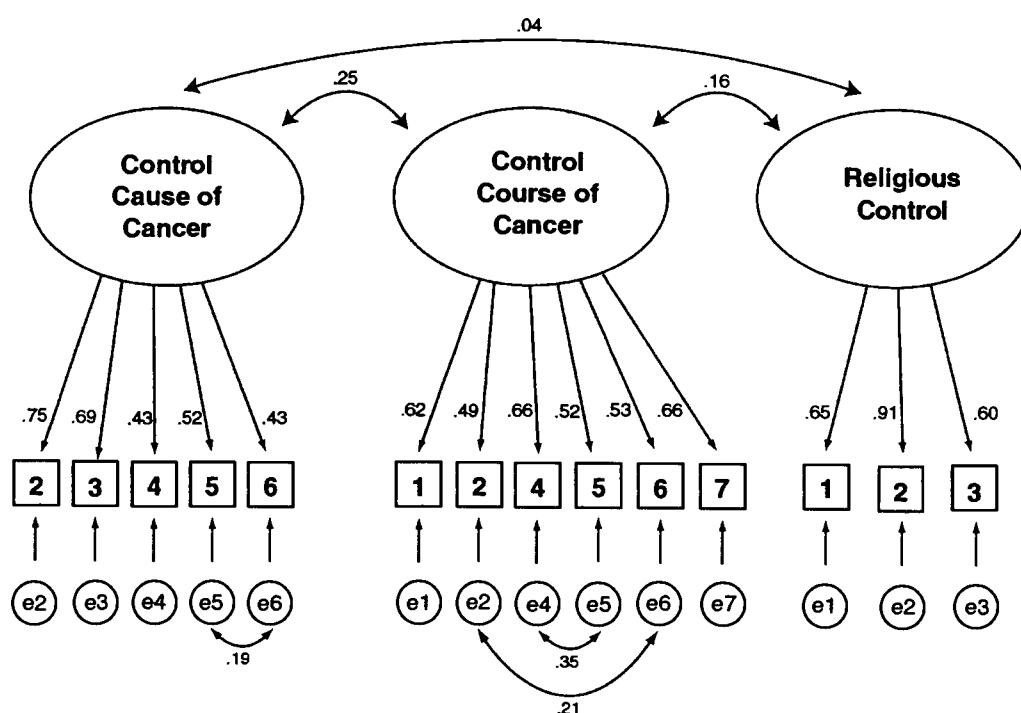 .04
.25
.16
Control
Cause of
Cancer
Control
Course of
Cancer
Religious
Control
.75 .69 .43 .52 .43
.62 .49 .66 .52 .53 .66
.65 .91 .60
2 3 4 5 6
1 2 4 5 6 7
1 2 3
e2 e3 e4 e5 e6
e1 e2 e4 e5 e6 e7
e1 e2 e3
.19
.35
.21